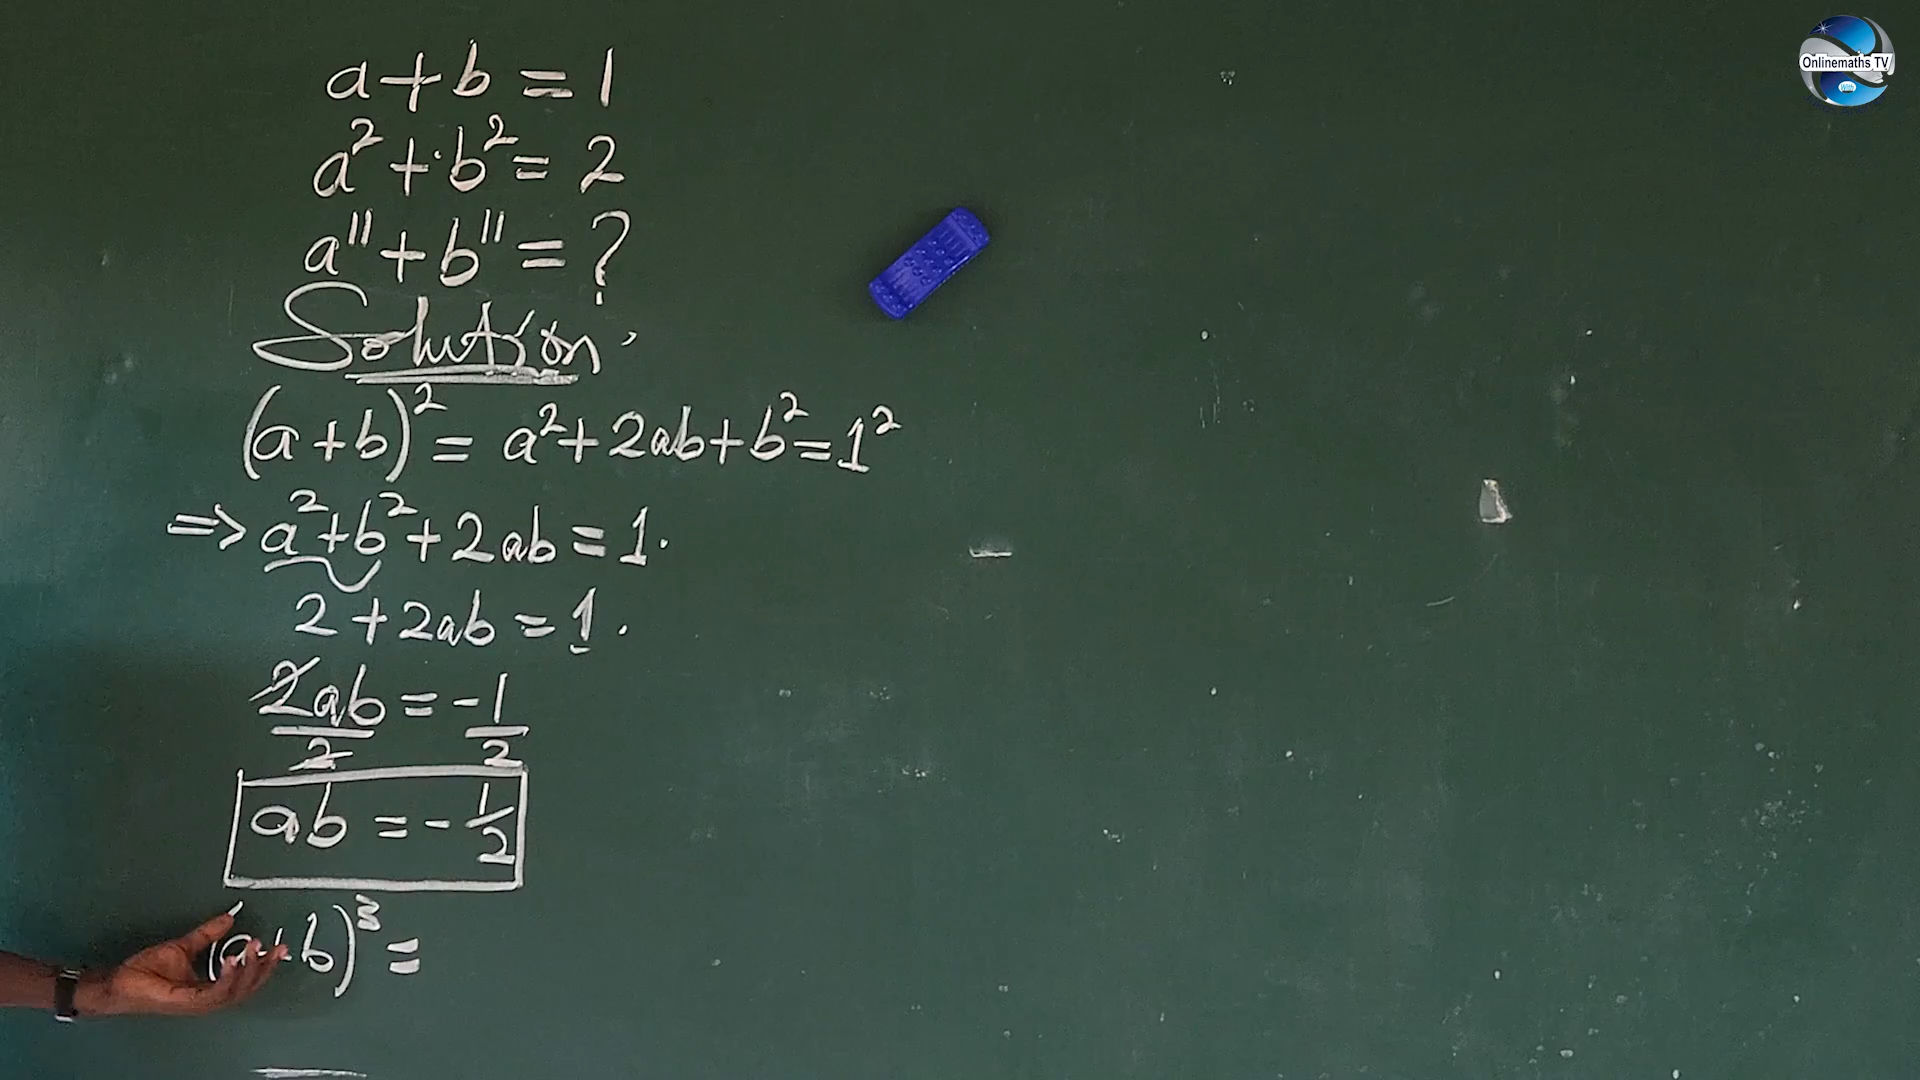 a+b=1
a²+b²=2
a¹¹+b¹¹=?
Solution
(a+b)²=a²+2ab+b²=1²
=>a²+b²+2ab=1.
2+2ab=1.
2ab/2=-1/2
ab=-1/2
(a+b)³=
Onlinemaths TV